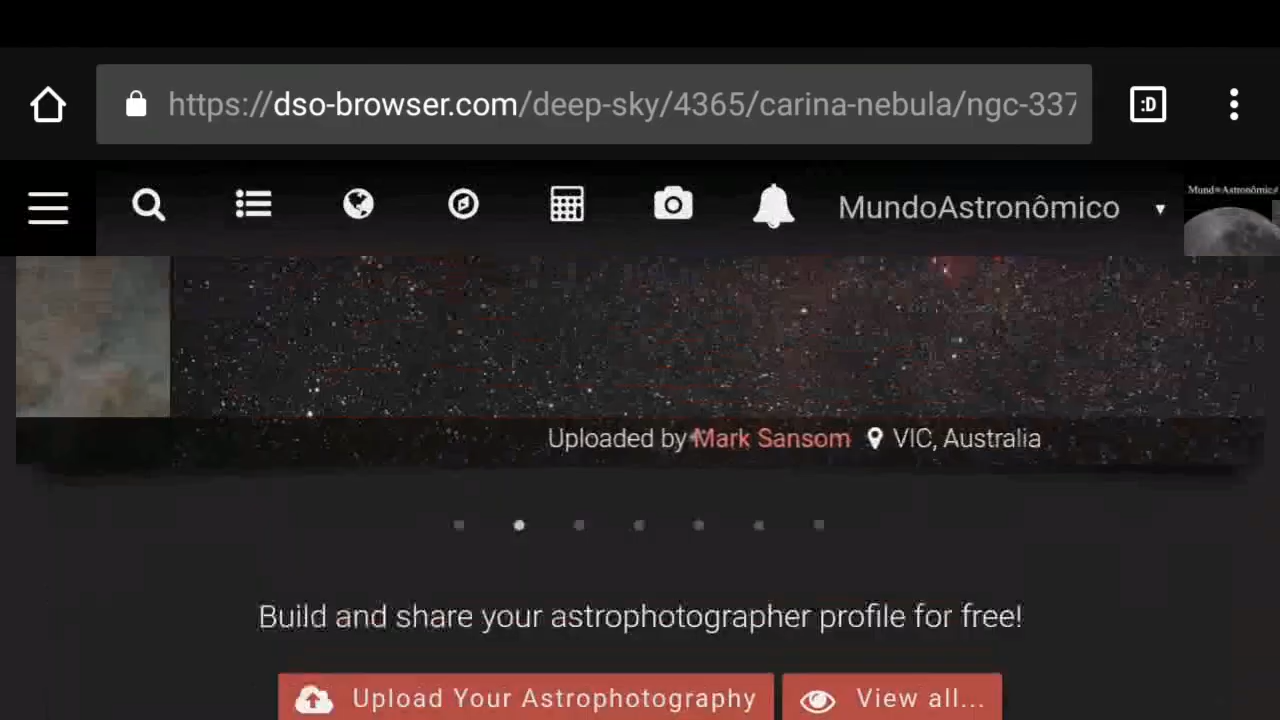 https://dso-browser.com/deep-sky/4365/carina-nebula/ngc-337
:D
MundoAstronômico
Uploaded by Mark Sansom VIC, Australia
Build and share your astrophotographer profile for free!
Upload Your Astrophotography
View all...